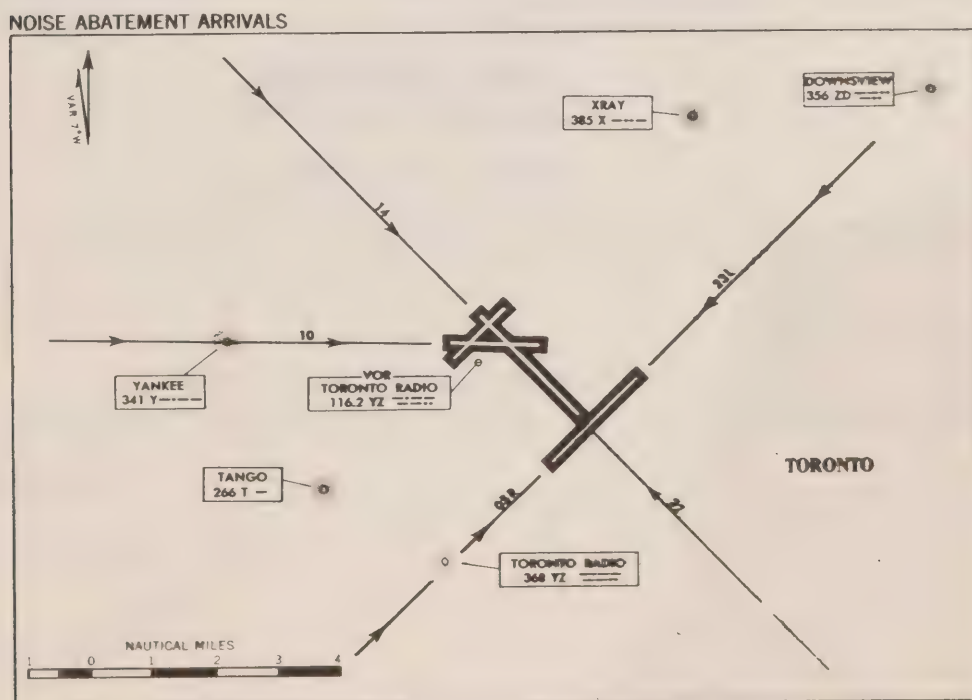 NOISE ABATEMENT ARRIVALS
VAR 7°W
14
XRAY
385 X
DOWNSVIEW
356 ZD
23L
10
YANKEE
341 Y
VOR
TORONTO RADIO
116.2 YZ
TANGO
266 T
TORONTO
TORONTO RADIO
368 YZ
NAUTICAL MILES
1 0 1 2 3 4